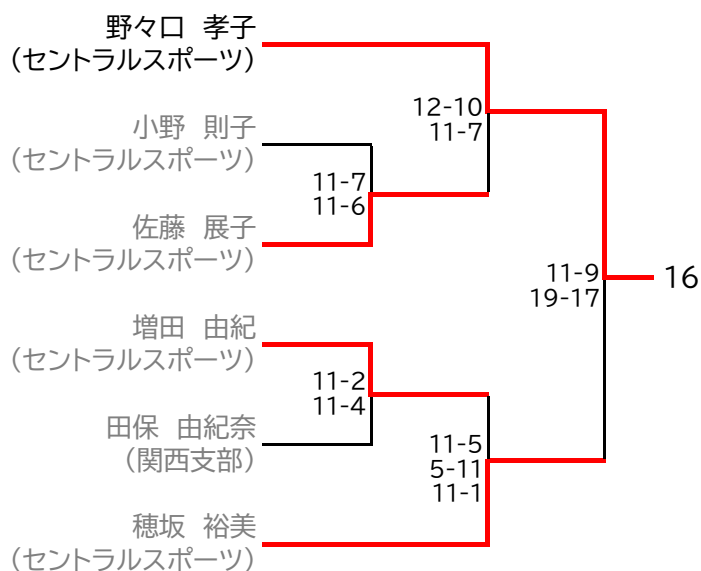 野々口 孝子
(セントラルスポーツ)
小野 則子
(セントラルスポーツ)
佐藤 展子
(セントラルスポーツ)
増田 由紀
(セントラルスポーツ)
田保 由紀奈
(関西支部)
穂坂 裕美
(セントラルスポーツ)
11-7
11-6
11-2
11-4
12-10
11-7
11-5
5-11
11-1
11-9
19-17
16